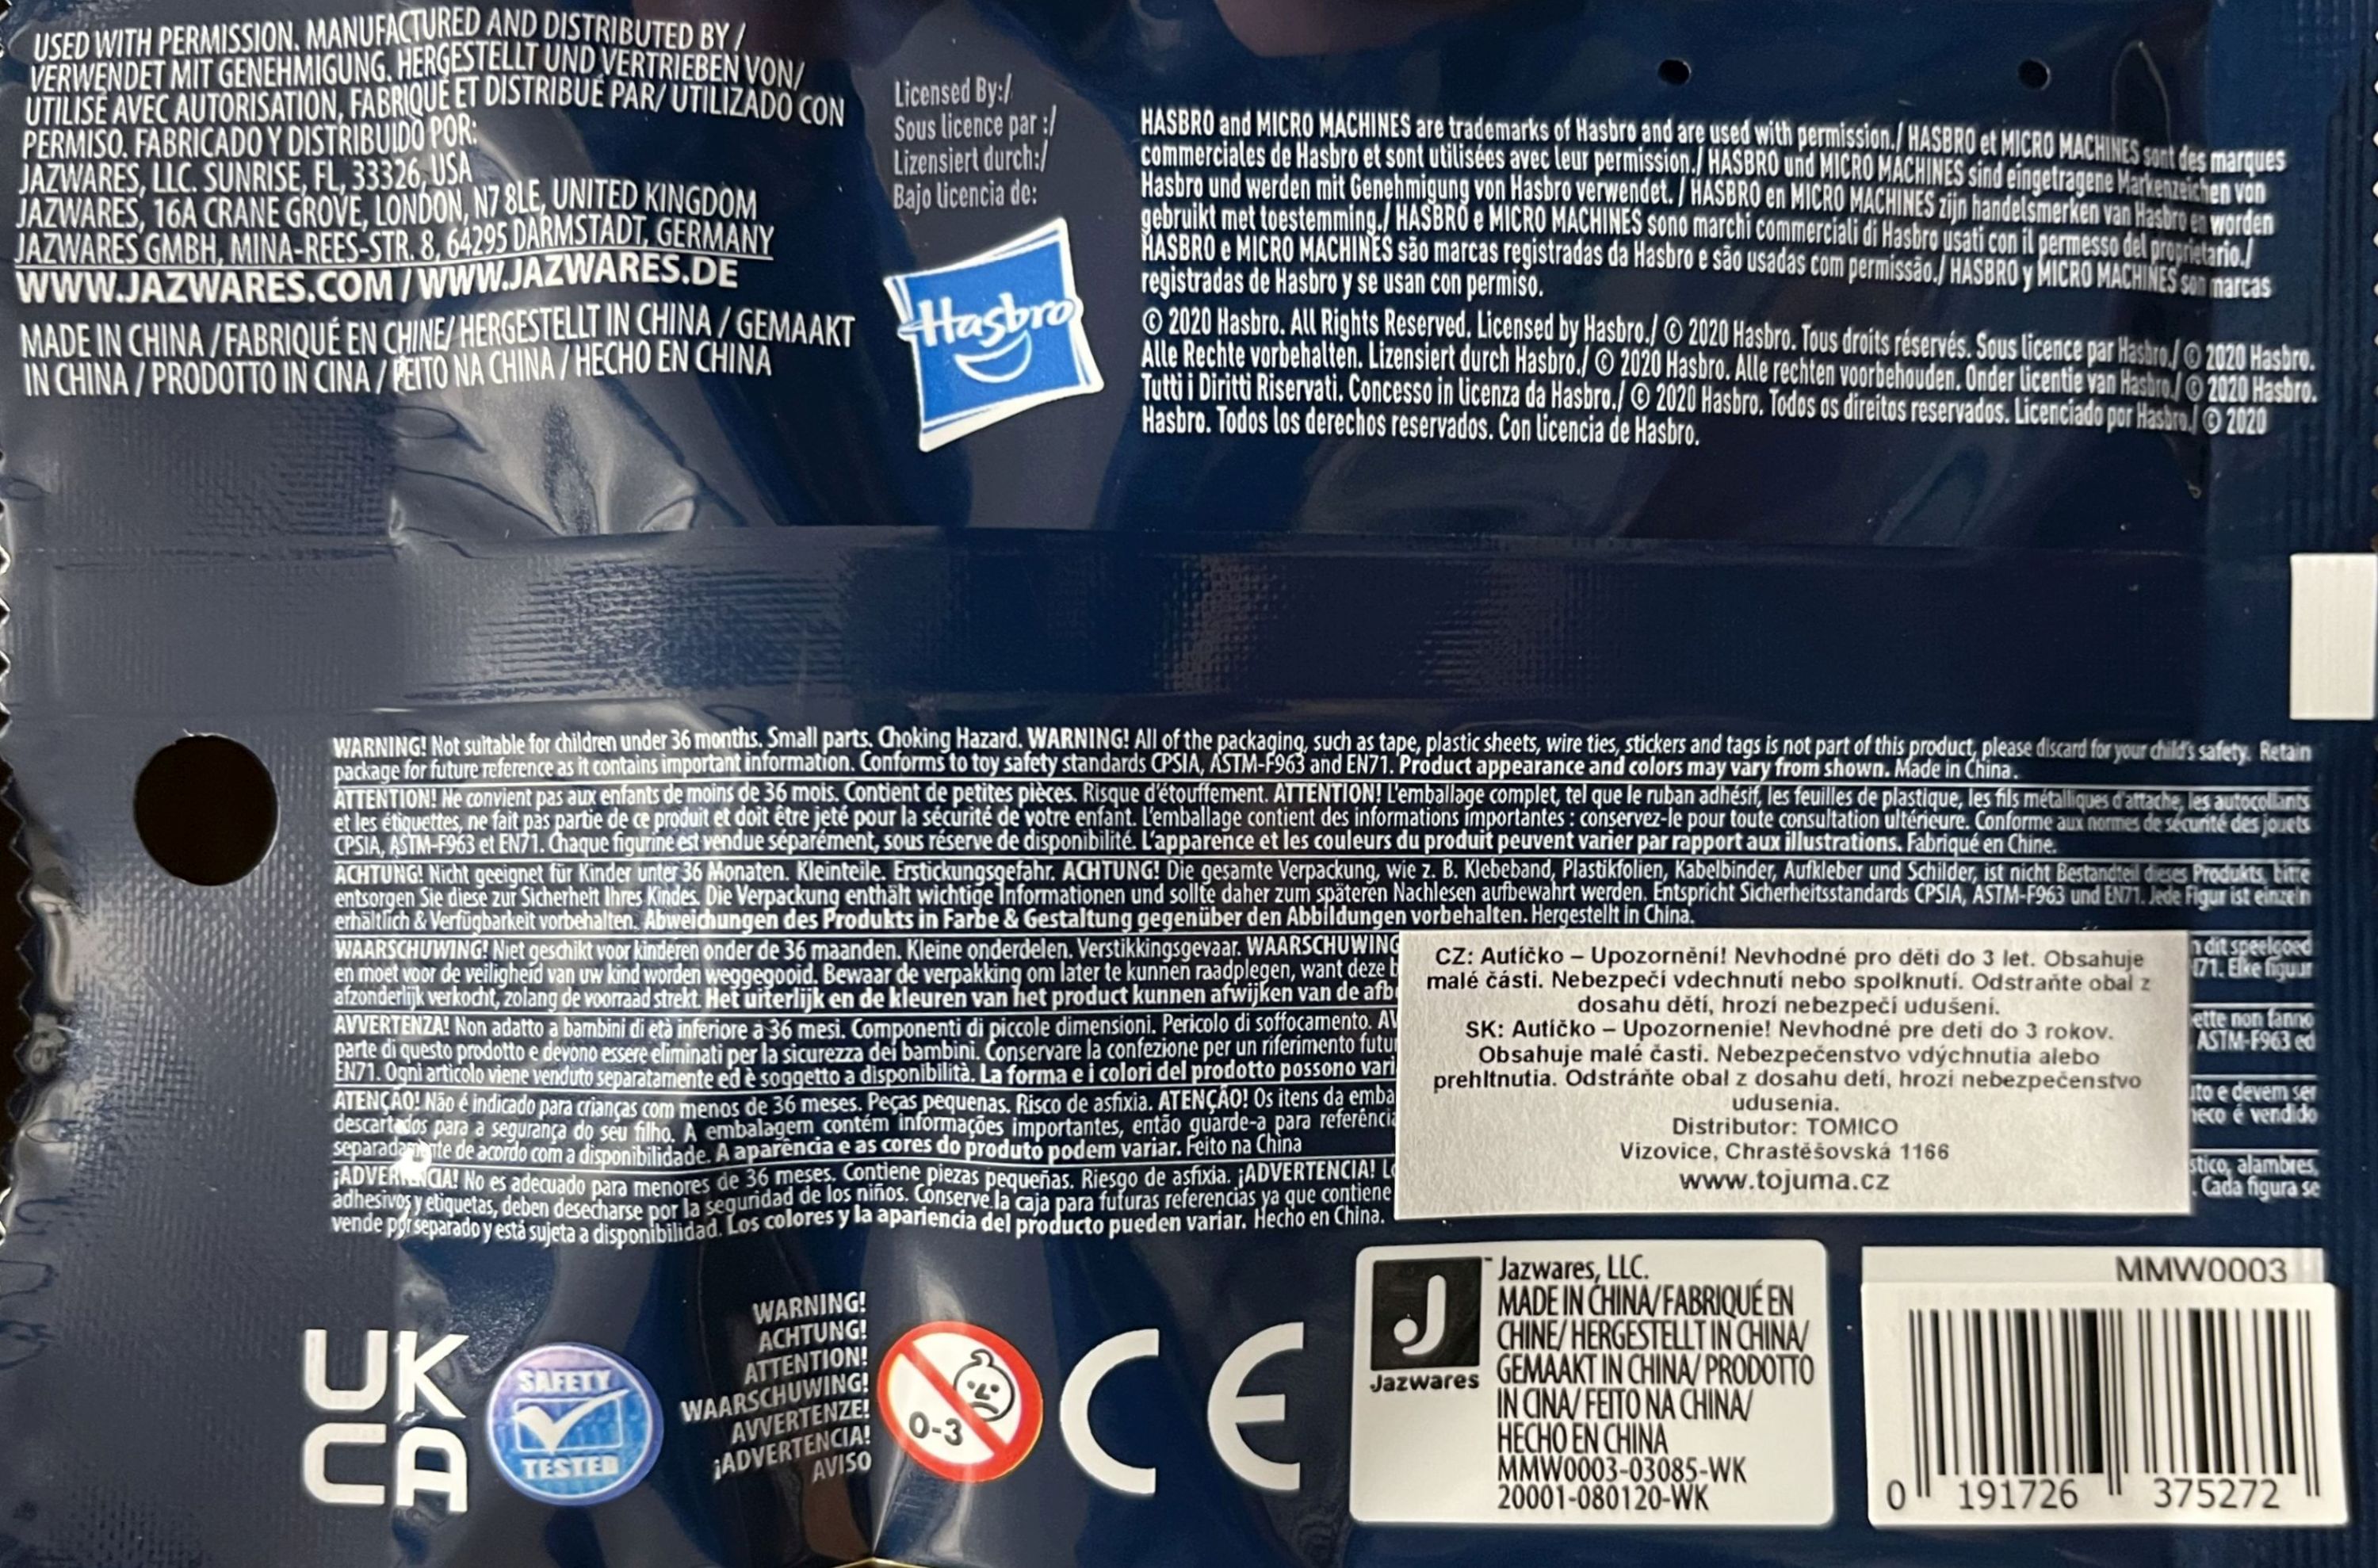 USED WITH PERMISSION. MANUFACTURED AND DISTRIBUTED BY /
VERWENDET MIT GENEHMIGUNG. HERGESTELLT UND VERTRIEBEN VON/
UTILISÉ AVEC AUTORISATION, FABRIQUÉ ET DISTRIBUÉ PAR/ UTILIZADO CON
PERMISO. FABRICADO Y DISTRIBUIDO POR:
JAZWARES, LLC. SUNRISE, FL, 33326, USA
JAZWARES, 16A CRANE GROVE, LONDON, N7 8LE, UNITED KINGDOM
JAZWARES GMBH, MINA-REES-STR. 8, 64295 DARMSTADT, GERMANY
WWW.JAZWARES.COM / WWW.JAZWARES.DE
MADE IN CHINA / FABRIQUÉ EN CHINE/ HERGESTELLT IN CHINA / GEMAAKT
IN CHINA / PRODOTTO IN CINA / FEITO NA CHINA / HECHO EN CHINA
Licensed By:/
Sous licence par :/
Lizensiert durch:/
Bajo licencia de:
Hasbro
HASBRO and MICRO MACHINES are trademarks of Hasbro and are used with permission./ HASBRO et MICRO MACHINES sont des marques
commerciales de Hasbro et sont utilisées avec leur permission./ HASBRO und MICRO MACHINES sind eingetragene Markenzeichen von
Hasbro und werden mit Genehmigung von Hasbro verwendet. / HASBRO en MICRO MACHINES zijn handelsmerken van Hasbro en worden
gebruikt met toestemming./ HASBRO e MICRO MACHINES sono marchi commerciali di Hasbro usati con il permesso del proprietario./
HASBRO e MICRO MACHINES são marcas registradas da Hasbro e são usadas com permissão./ HASBRO y MICRO MACHINES son marcas
registradas de Hasbro y se usan con permiso.
© 2020 Hasbro. All Rights Reserved. Licensed by Hasbro./ © 2020 Hasbro. Tous droits réservés. Sous licence par Hasbro./ © 2020 Hasbro.
Alle Rechte vorbehalten. Lizensiert durch Hasbro./ © 2020 Hasbro. Alle rechten voorbehouden. Onder licentie van Hasbro./ © 2020 Hasbro.
Tutti i Diritti Riservati. Concesso in licenza da Hasbro./ © 2020 Hasbro. Todos os direitos reservados. Licenciado por Hasbro./ © 2020
Hasbro. Todos los derechos reservados. Con licencia de Hasbro.
WARNING! Not suitable for children under 36 months. Small parts. Choking Hazard. WARNING! All of the packaging, such as tape, plastic sheets, wire ties, stickers and tags is not part of this product, please discard for your child's safety. Retain
package for future reference as it contains important information. Conforms to toy safety standards CPSIA, ASTM-F963 and EN71. Product appearance and colors may vary from shown. Made in China.
ATTENTION! Ne convient pas aux enfants de moins de 36 mois. Contient de petites pièces. Risque d'étouffement. ATTENTION! L'emballage complet, tel que le ruban adhésif, les feuilles de plastique, les fils métalliques d'attache, les autocollants
et les étiquettes, ne fait pas partie de ce produit et doit être jeté pour la sécurité de votre enfant. L'emballage contient des informations importantes : conservez-le pour toute consultation ultérieure. Conforme aux normes de sécurité des jouets
CPSIA, ASTM-F963 et EN71. Chaque figurine est vendue séparément, sous réserve de disponibilité. L'apparence et les couleurs du produit peuvent varier par rapport aux illustrations. Fabriqué en Chine.
ACHTUNG! Nicht geeignet für Kinder unter 36 Monaten. Kleinteile. Erstickungsgefahr. ACHTUNG! Die gesamte Verpackung, wie z. B. Klebeband, Plastikfolien, Kabelbinder, Aufkleber und Schilder, ist nicht Bestandteil dieses Produkts, bitte
entsorgen Sie diese zur Sicherheit Ihres Kindes. Die Verpackung enthält wichtige Informationen und sollte daher zum späteren Nachlesen aufbewahrt werden. Entspricht Sicherheitsstandards CPSIA, ASTM-F963 und EN71. Jede Figur ist einzeln
erhältlich & Verfügbarkeit vorbehalten. Abweichungen des Produkts in Farbe & Gestaltung gegenüber den Abbildungen vorbehalten. Hergestellt in China.
WAARSCHUWING! Niet geschikt voor kinderen onder de 36 maanden. Kleine onderdelen. Verstikkingsgevaar. WAARSCHUWING dit speelgoed
en moet voor de veiligheid van uw kind worden weggegooid. Bewaar de verpakking om later te kunnen raadplegen, want deze 71. Elke figuur
afzonderlijk verkocht, zolang de voorraad strekt. Het uiterlijk en de kleuren van het product kunnen afwijken van de afb
AVVERTENZA! Non adatto a bambini di età inferiore a 36 mesi. Componenti di piccole dimensioni. Pericolo di soffocamento. AV ette non fanno
parte di questo prodotto e devono essere eliminati per la sicurezza dei bambini. Conservare la confezione per un riferimento futu ASTM-F963 ed
EN71. Ogni articolo viene venduto separatamente ed è soggetto a disponibilità. La forma e i colori del prodotto possono vari
ATENÇÃO! Não é indicado para crianças com menos de 36 meses. Peças pequenas. Risco de asfixia. ATENÇÃO! Os itens da emba uto e devem ser
descartados para a segurança do seu filho. A embalagem contém informações importantes, então guarde-a para referência neco é vendido
separadamente de acordo com a disponibilidade. A aparência e as cores do produto podem variar. Feito na China
¡ADVERTENCIA! No es adecuado para menores de 36 meses. Contiene piezas pequeñas. Riesgo de asfixia. ¡ADVERTENCIA! Lo stico, alambres,
adhesivos y etiquetas, deben desecharse por la seguridad de los niños. Conserve la caja para futuras referencias ya que contiene . Cada figura se
vende por separado y está sujeta a disponibilidad. Los colores y la apariencia del producto pueden variar. Hecho en China.
CZ: Autíčko – Upozornění! Nevhodné pro děti do 3 let. Obsahuje
malé části. Nebezpečí vdechnutí nebo spolknutí. Odstraňte obal z
dosahu dětí, hrozí nebezpečí udušení.
SK: Autíčko – Upozornenie! Nevhodné pre deti do 3 rokov.
Obsahuje malé časti. Nebezpečenstvo vdýchnutia alebo
prehltnutia. Odstráňte obal z dosahu detí, hrozí nebezpečenstvo
udusenia.
Distributor: TOMICO
Vizovice, Chrastěšovská 1166
www.tojuma.cz
UK
CA
SAFETY
TESTED
WARNING!
ACHTUNG!
ATTENTION!
WAARSCHUWING!
AVVERTENZE!
¡ADVERTENCIA!
AVISO
0-3
CE
Jazwares
™ Jazwares, LLC.
MADE IN CHINA/ FABRIQUÉ EN
CHINE/ HERGESTELLT IN CHINA/
GEMAAKT IN CHINA/ PRODOTTO
IN CINA/ FEITO NA CHINA/
HECHO EN CHINA
MMW0003-03085-WK
20001-080120-WK
MMW0003
0 191726 375272